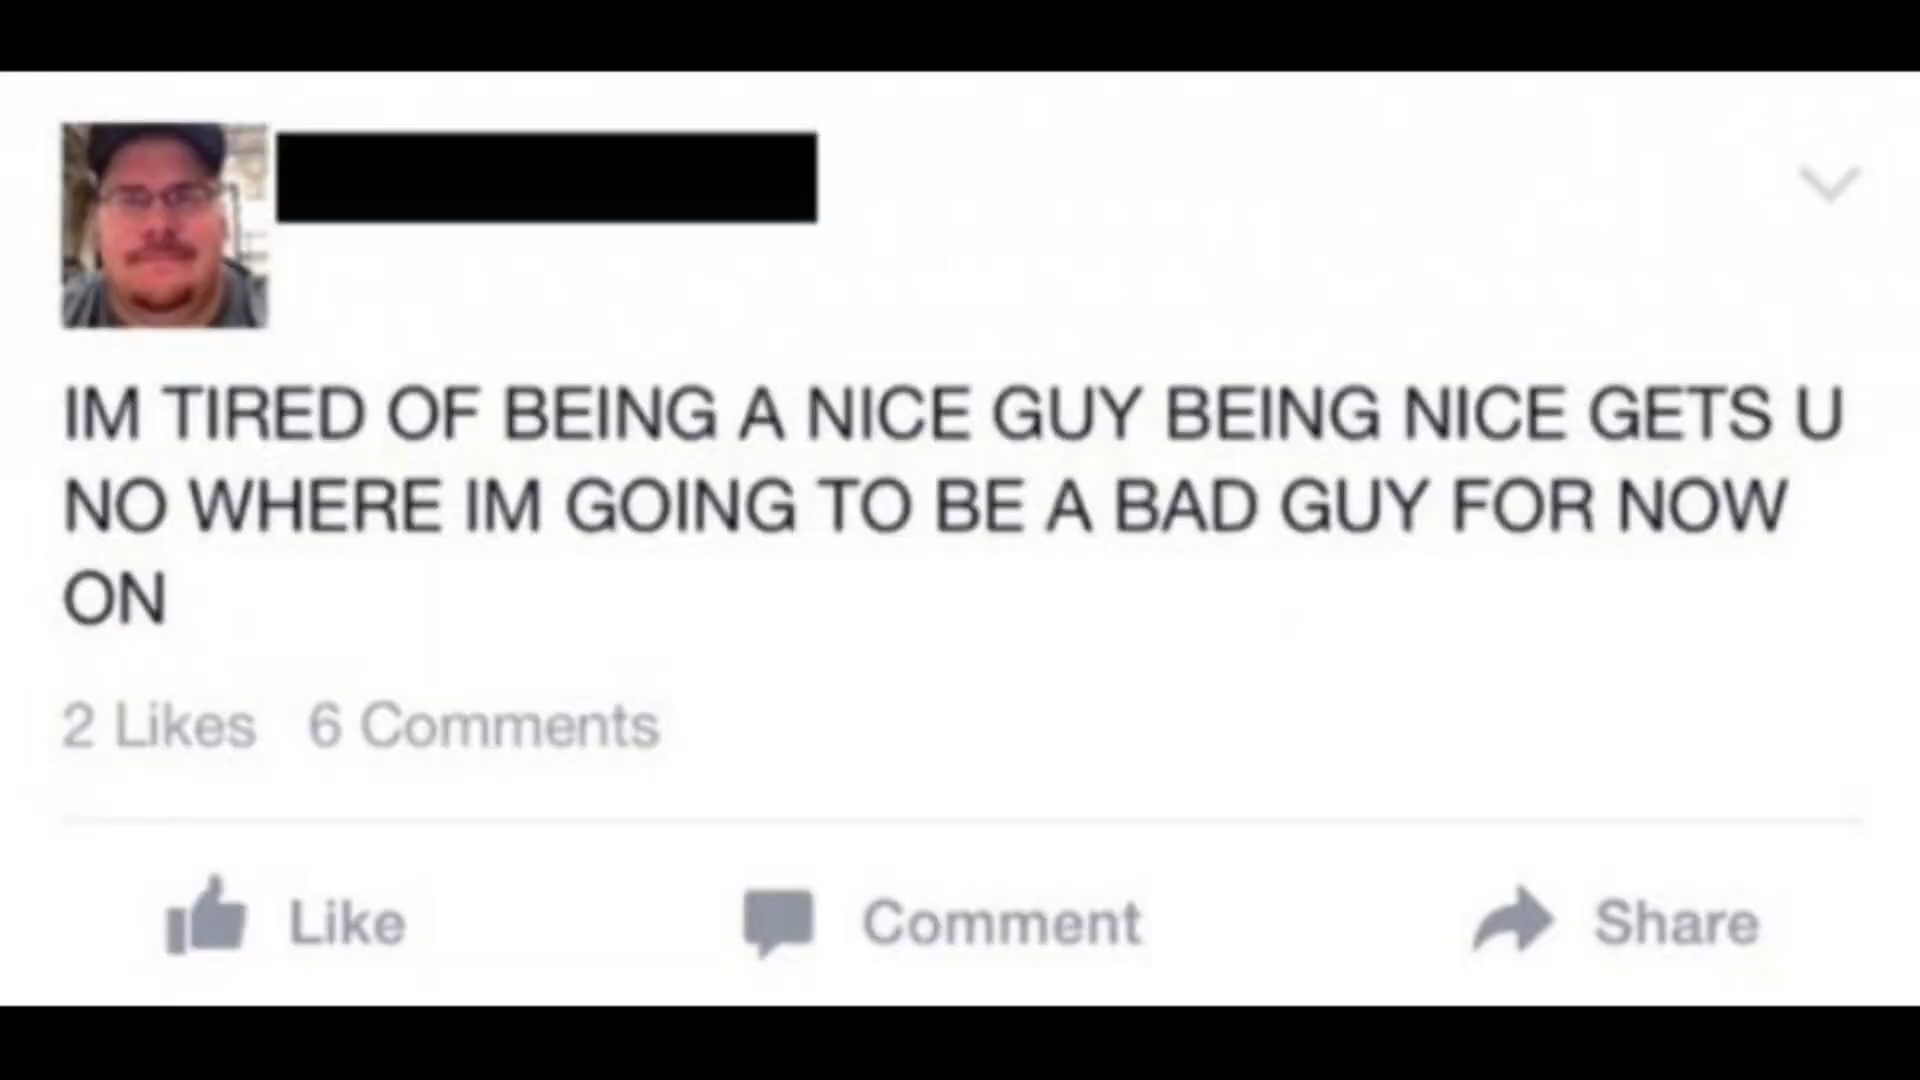 IM TIRED OF BEING A NICE GUY BEING NICE GETS U
NO WHERE IM GOING TO BE A BAD GUY FOR NOW
ON
2 Likes 6 Comments
Like Comment Share